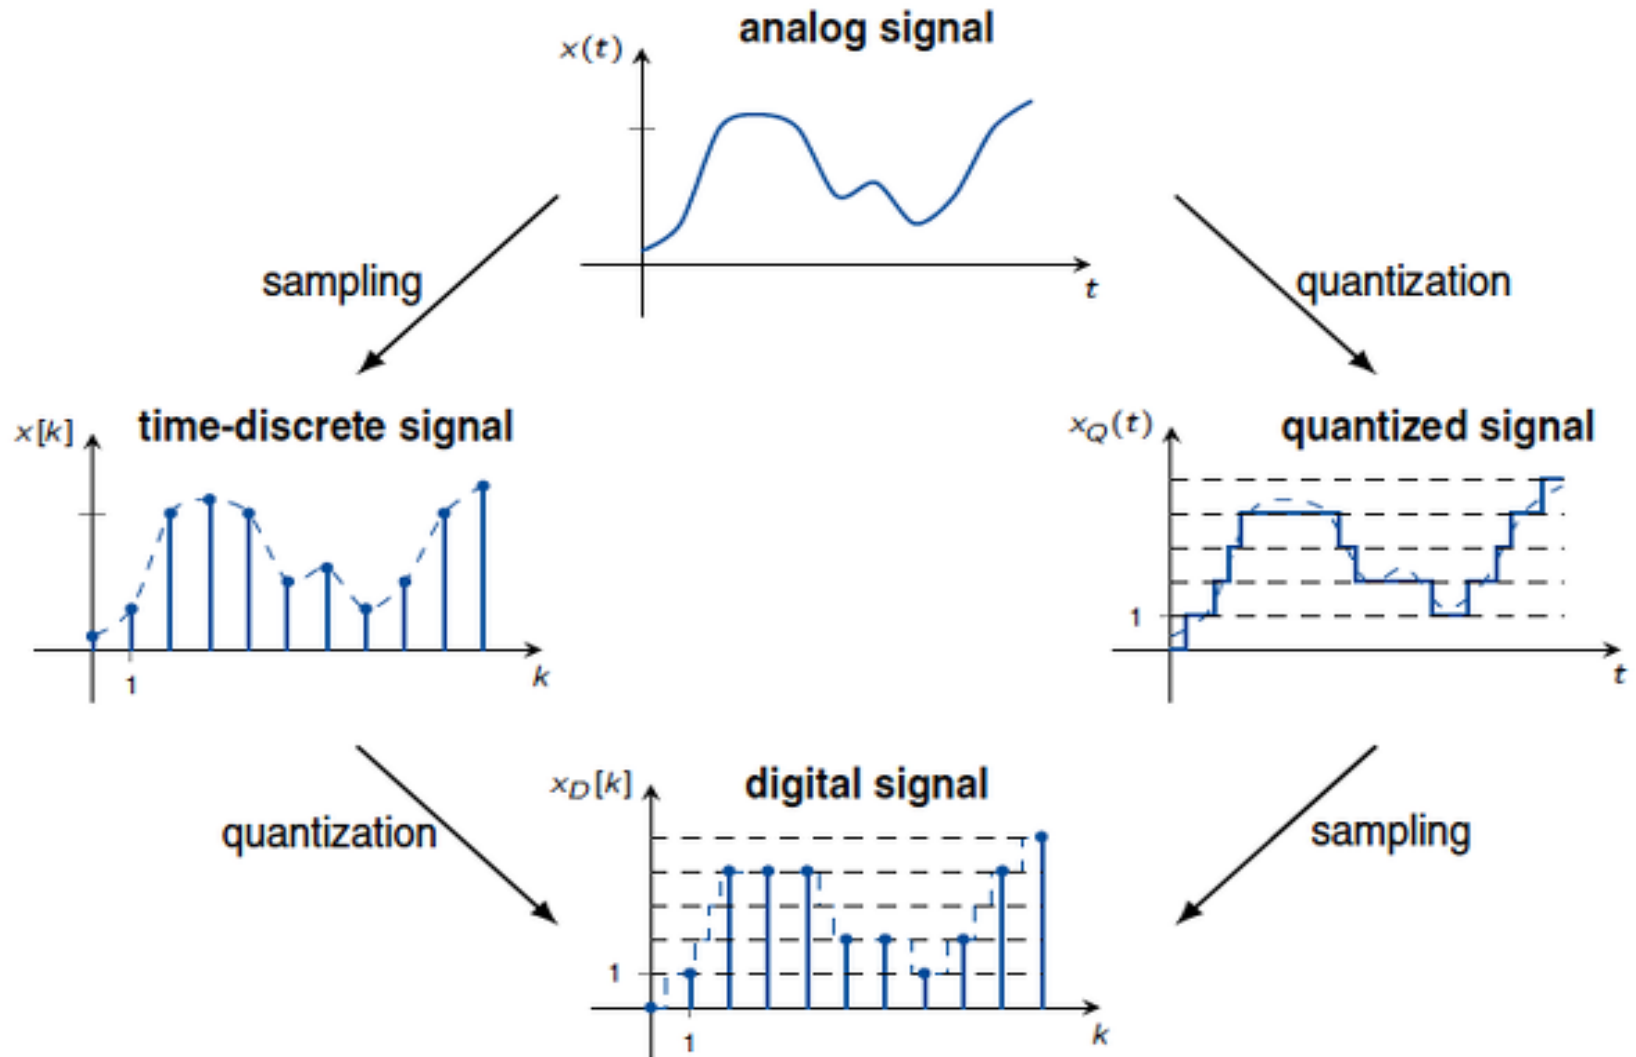 analog signal
x(t)
t
sampling
quantization
time-discrete signal
x[k]
1
k
quantized signal
x_Q(t)
1
t
quantization
sampling
digital signal
x_D[k]
1
1
k